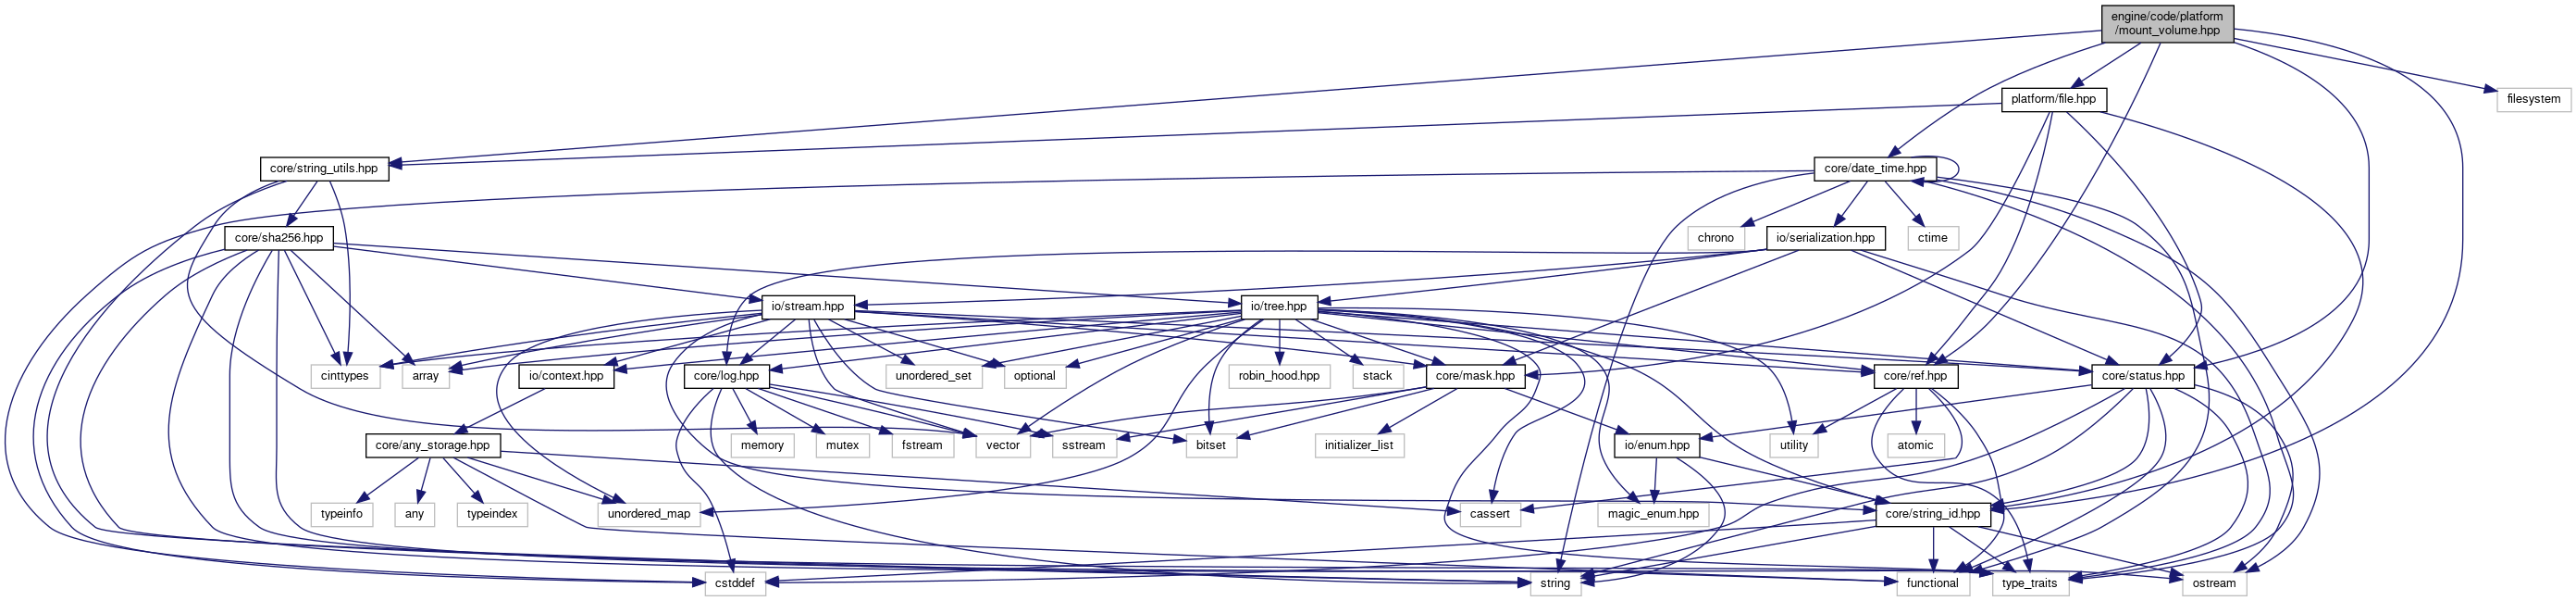 engine/code/platform
/mount_volume.hpp
platform/file.hpp
filesystem
core/string_utils.hpp
core/date_time.hpp
core/sha256.hpp
chrono
io/serialization.hpp
ctime
io/stream.hpp
io/tree.hpp
cinttypes
array
io/context.hpp
core/log.hpp
unordered_set
optional
robin_hood.hpp
stack
core/mask.hpp
core/ref.hpp
core/status.hpp
core/any_storage.hpp
memory
mutex
fstream
vector
sstream
bitset
initializer_list
io/enum.hpp
utility
atomic
typeinfo
any
typeindex
unordered_map
cassert
magic_enum.hpp
core/string_id.hpp
cstddef
string
functional
type_traits
ostream